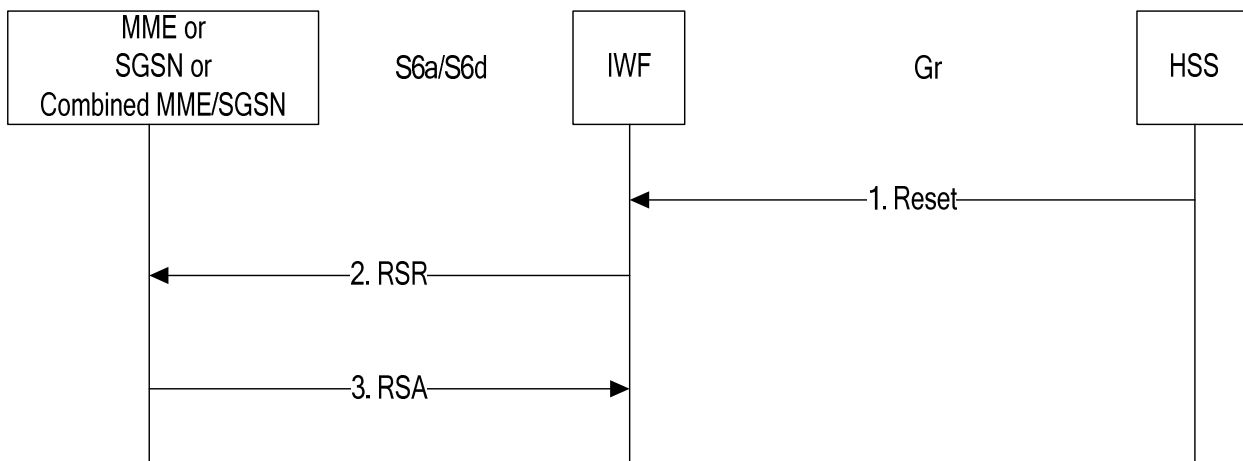 MME or
SGSN or
Combined MME/SGSN
S6a/S6d
IWF
Gr
HSS
1. Reset
2. RSR
3. RSA